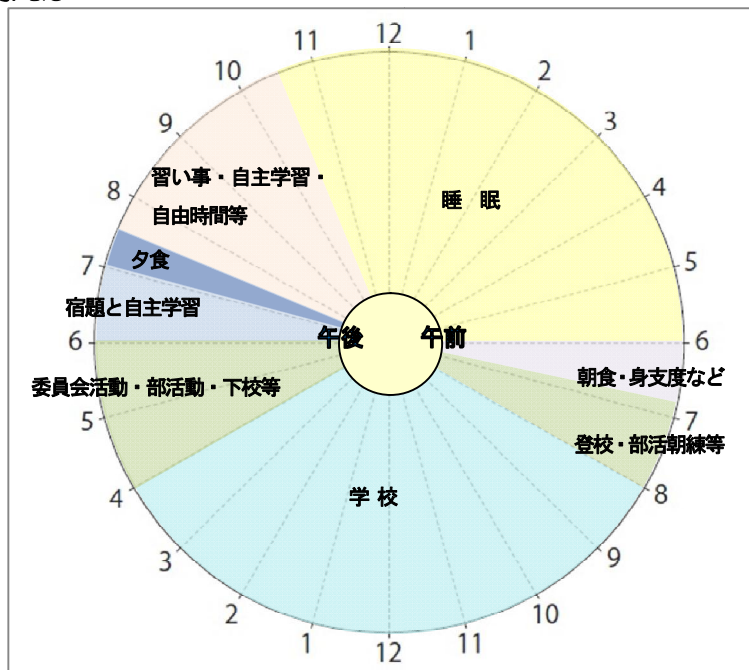 12
1
2
3
4
5
6
7
8
9
10
11
12
1
2
3
4
5
6
7
8
9
10
11
睡 眠
習い事・自主学習・
自由時間等
夕食
宿題と自主学習
午後
午前
朝食・身支度など
委員会活動・部活動・下校等
登校・部活朝練等
学 校